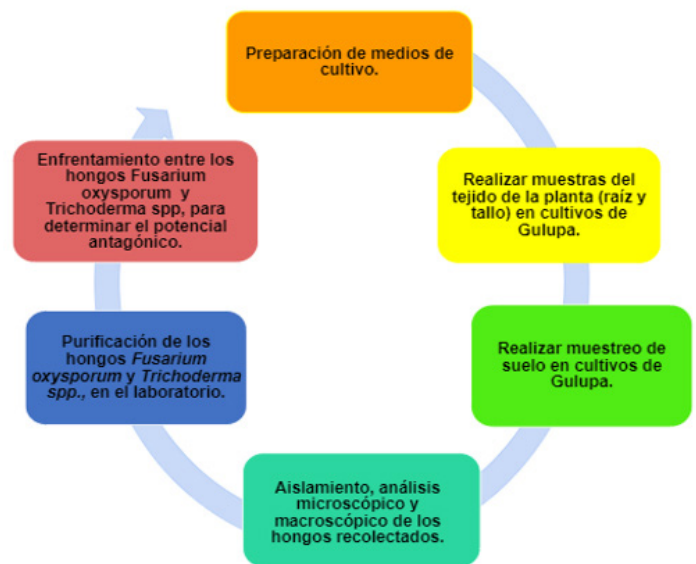 Preparación de medios de
cultivo.
Realizar muestras del
tejido de la planta (raíz y
tallo) en cultivos de
Gulupa.
Realizar muestreo de
suelo en cultivos de
Gulupa.
Aislamiento, análisis
microscópico y
macroscópico de los
hongos recolectados.
Purificación de los
hongos Fusarium
oxysporum y Trichoderma
spp., en el laboratorio.
Enfrentamiento entre los
hongos Fusarium
oxysporum y
Trichoderma spp, para
determinar el potencial
antagónico.